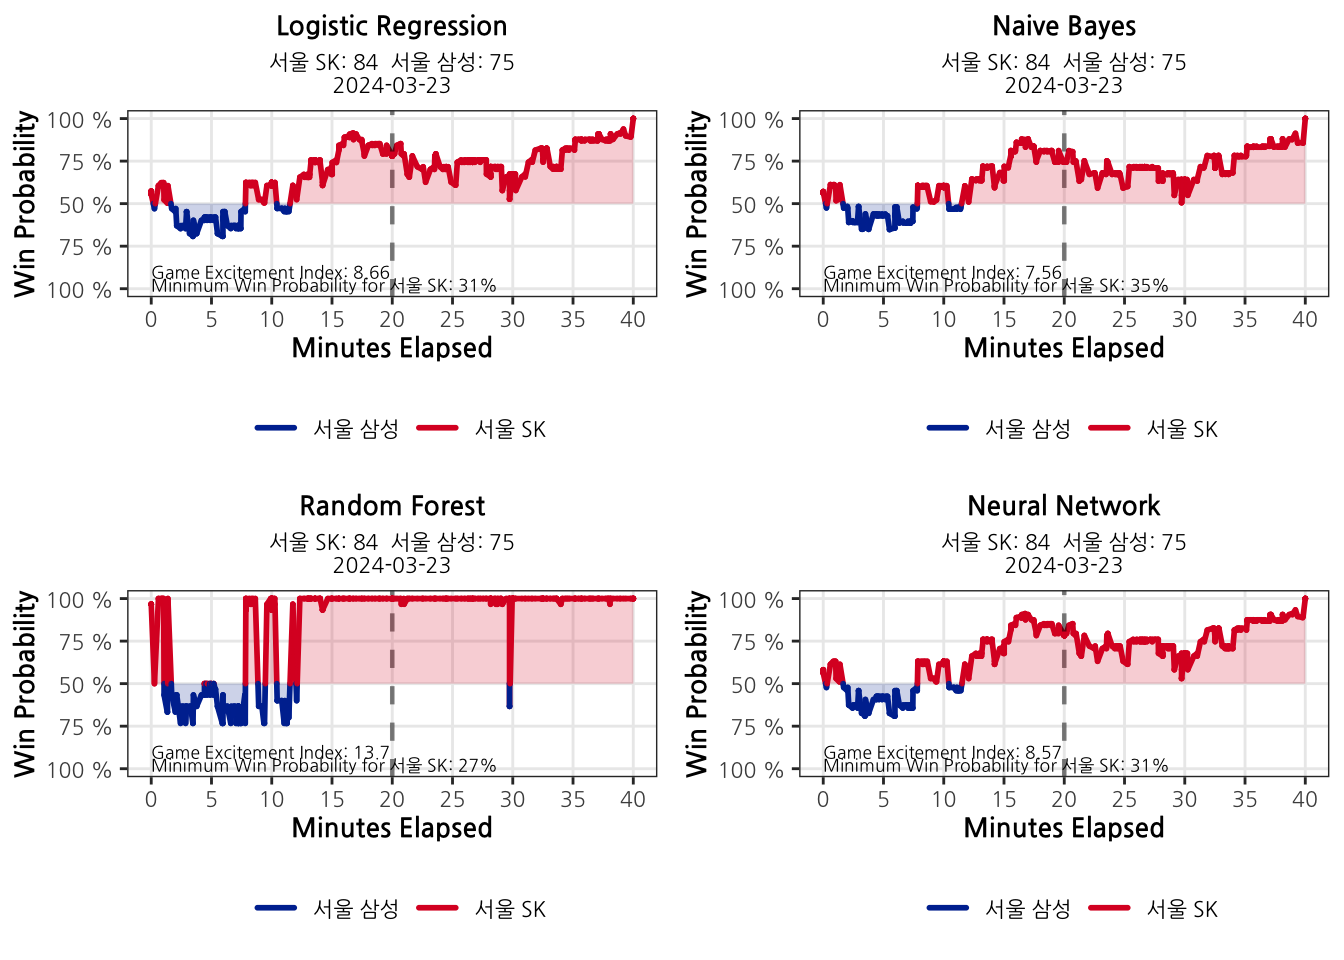 Logistic Regression
서울 SK: 84 서울 삼성: 75
2024-03-23
Win Probability
100 %
75 %
50 %
75 %
100 %
Game Excitement Index: 8.66
Minimum Win Probability for 서울 SK: 31%
0 5 10 15 20 25 30 35 40
Minutes Elapsed
서울 삼성 서울 SK
Naive Bayes
서울 SK: 84 서울 삼성: 75
2024-03-23
Win Probability
100 %
75 %
50 %
75 %
100 %
Game Excitement Index: 7.56
Minimum Win Probability for 서울 SK: 35%
0 5 10 15 20 25 30 35 40
Minutes Elapsed
서울 삼성 서울 SK
Random Forest
서울 SK: 84 서울 삼성: 75
2024-03-23
Win Probability
100 %
75 %
50 %
75 %
100 %
Game Excitement Index: 13.7
Minimum Win Probability for 서울 SK: 27%
0 5 10 15 20 25 30 35 40
Minutes Elapsed
서울 삼성 서울 SK
Neural Network
서울 SK: 84 서울 삼성: 75
2024-03-23
Win Probability
100 %
75 %
50 %
75 %
100 %
Game Excitement Index: 8.57
Minimum Win Probability for 서울 SK: 31%
0 5 10 15 20 25 30 35 40
Minutes Elapsed
서울 삼성 서울 SK